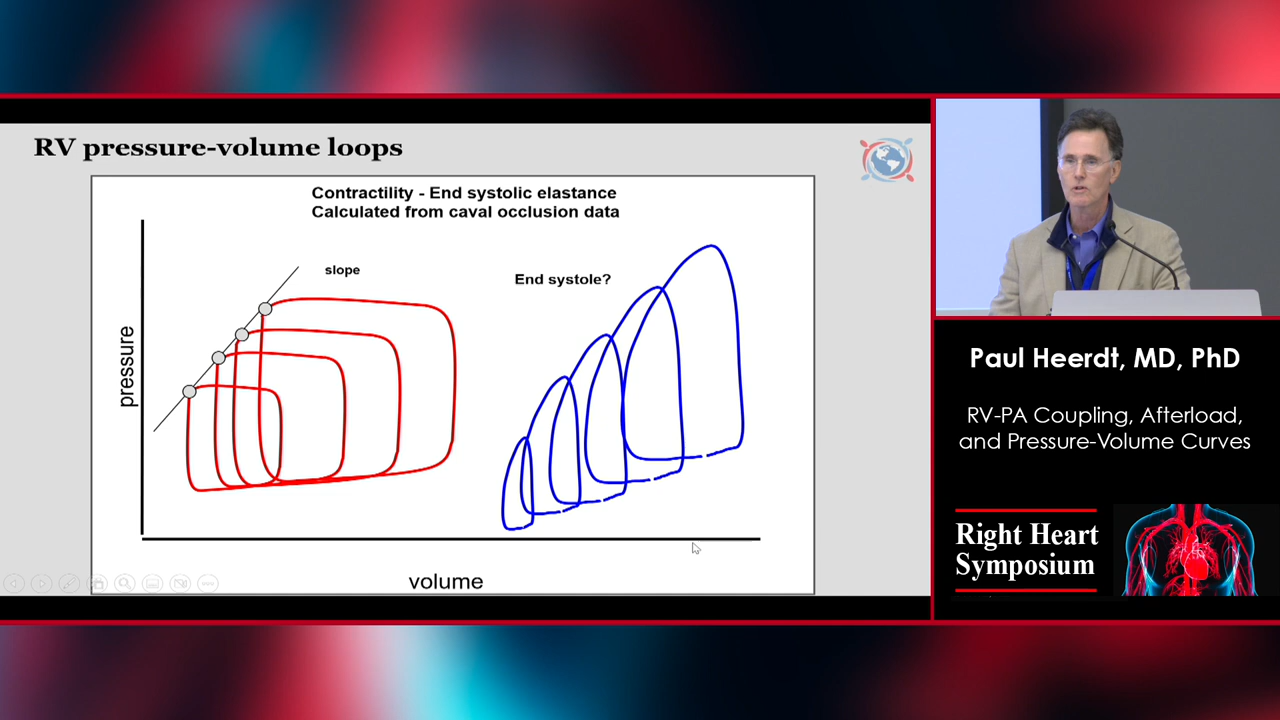 RV pressure-volume loops
Contractility - End systolic elastance
Calculated from caval occlusion data
slope
End systole?
pressure
volume
Paul Heerdt, MD, PhD
RV-PA Coupling, Afterload,
and Pressure-Volume Curves
Right Heart
Symposium